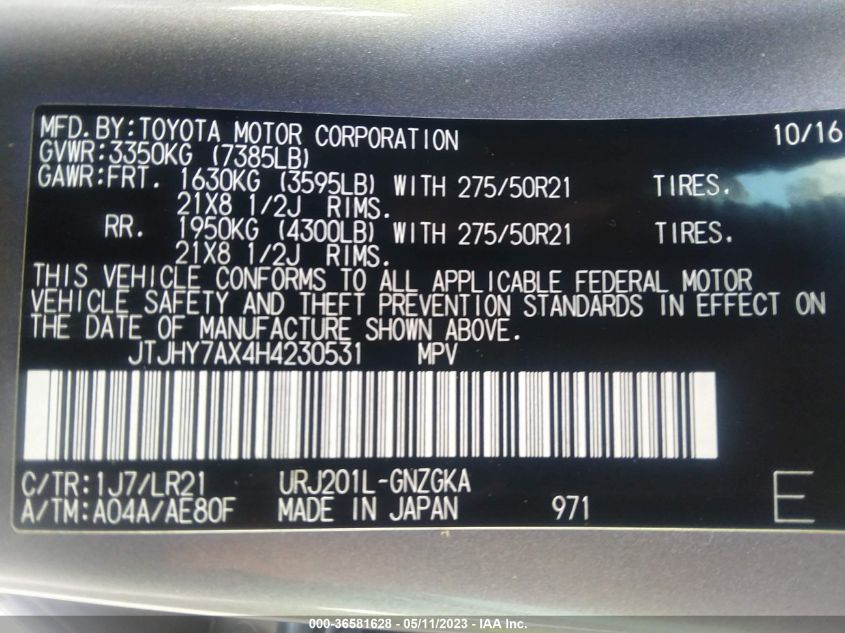 MFD.BY:TOYOTA MOTOR CORPORATION 10/16
GVWR:3350KG (7385LB)
GAWR:FRT. 1630KG (3595LB) WITH 275/50R21 TIRES.
21X8 1/2J RIMS.
RR. 1950KG (4300LB) WITH 275/50R21 TIRES.
21X8 1/2J RIMS.
THIS VEHICLE CONFORMS TO ALL APPLICABLE FEDERAL MOTOR
VEHICLE SAFETY AND THEFT PREVENTION STANDARDS IN EFFECT ON
THE DATE OF MANUFACTURE SHOWN ABOVE.
JTJHY7AX4H4230531 MPV
C/TR:1J7/LR21 URJ201L-GNZGKA
A/TM:A04A/AE80F MADE IN JAPAN 971 E
000-36581628 - 05/11/2023 - IAA Inc.